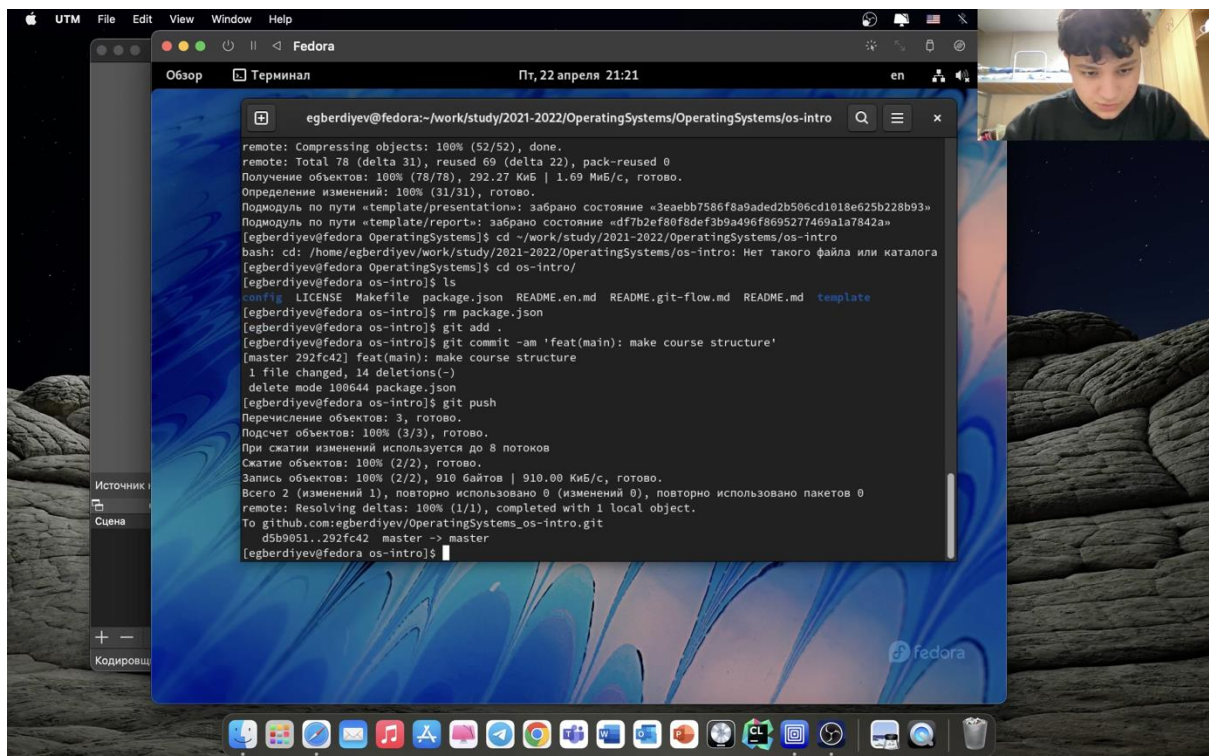 UTM File Edit View Window Help
Fedora
Обзор Терминал Пт, 22 апреля 21:21 en
egberdiyev@fedora:~/work/study/2021-2022/OperatingSystems/OperatingSystems/os-intro
remote: Compressing objects: 100% (52/52), done.
remote: Total 78 (delta 31), reused 69 (delta 22), pack-reused 0
Получение объектов: 100% (78/78), 292.27 КиБ | 1.69 МиБ/с, готово.
Определение изменений: 100% (31/31), готово.
Подмодуль по пути «template/presentation»: забрано состояние «3eaebb7586f8a9aded2b506cd1018e625b228b93»
Подмодуль по пути «template/report»: забрано состояние «df7b2ef80f8def3b9a496f8695277469a1a7842a»
[egberdiyev@fedora OperatingSystems]$ cd ~/work/study/2021-2022/OperatingSystems/os-intro
bash: cd: /home/egberdiyev/work/study/2021-2022/OperatingSystems/os-intro: Нет такого файла или каталога
[egberdiyev@fedora OperatingSystems]$ cd os-intro/
[egberdiyev@fedora os-intro]$ ls
config LICENSE Makefile package.json README.en.md README.git-flow.md README.md template
[egberdiyev@fedora os-intro]$ rm package.json
[egberdiyev@fedora os-intro]$ git add .
[egberdiyev@fedora os-intro]$ git commit -am 'feat(main): make course structure'
[master 292fc42] feat(main): make course structure
1 file changed, 14 deletions(-)
delete mode 100644 package.json
[egberdiyev@fedora os-intro]$ git push
Перечисление объектов: 3, готово.
Подсчет объектов: 100% (3/3), готово.
При сжатии изменений используется до 8 потоков
Сжатие объектов: 100% (2/2), готово.
Запись объектов: 100% (2/2), 910 байтов | 910.00 КиБ/с, готово.
Всего 2 (изменений 1), повторно использовано 0 (изменений 0), повторно использовано пакетов 0
remote: Resolving deltas: 100% (1/1), completed with 1 local object.
To github.com:egberdiyev/OperatingSystems_os-intro.git
d5b9051..292fc42 master -> master
[egberdiyev@fedora os-intro]$
Источник
Сцена
Кодировщ
fedora
CL